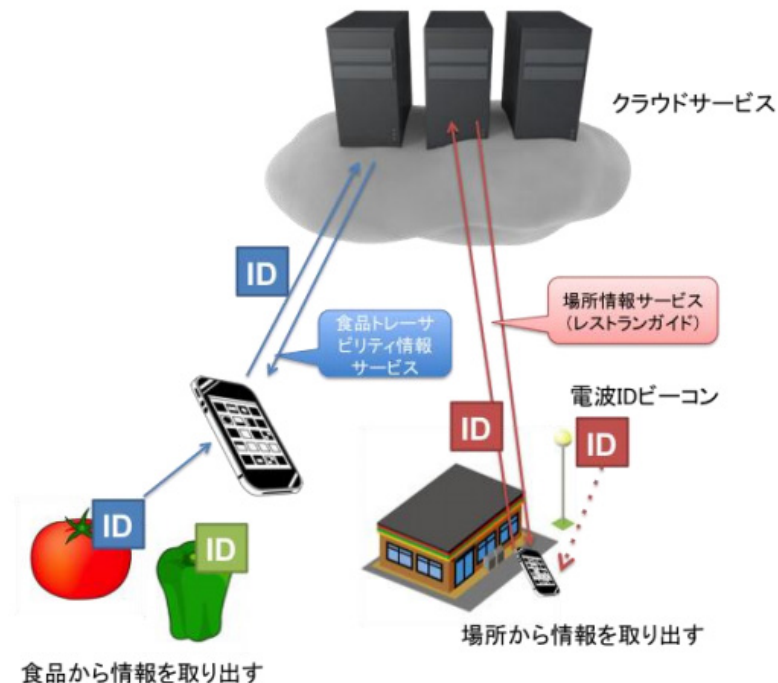 クラウドサービス
ID
食品トレーサ
ビリティ情報
サービス
場所情報サービス
(レストランガイド)
電波IDビーコン
ID
ID
ID
ID
場所から情報を取り出す
食品から情報を取り出す